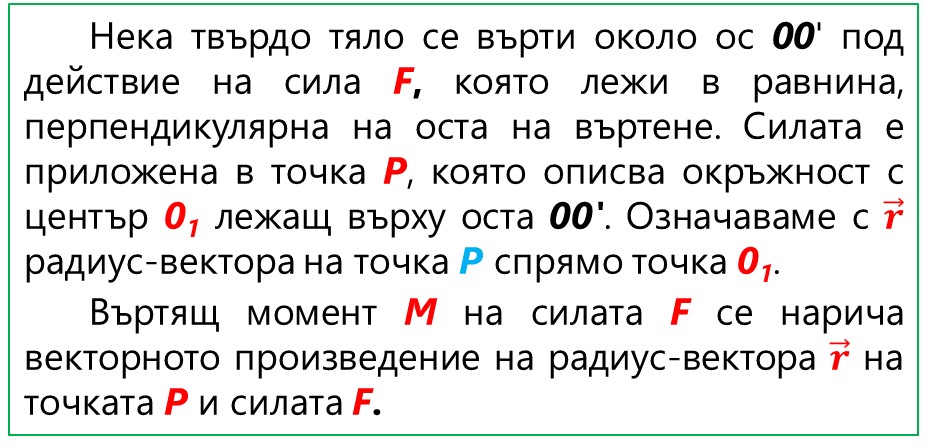 Нека твърдо тяло се върти около ос 00' под
действие на сила F, която лежи в равнина,
перпендикулярна на оста на въртене. Силата е
приложена в точка P, която описва окръжност с
център 0₁ лежащ върху оста 00'. Означаваме с r⃗
радиус-вектора на точка P спрямо точка 0₁.
Въртящ момент M на силата F се нарича
векторното произведение на радиус-вектора r⃗ на
точката P и силата F.